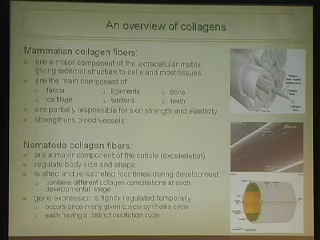 An overview of collagens
Mammalian collagen fibers:
are a major component of the extracellular matrix
giving external structure to cells and most tissues
are the main component of
fascia
ligaments
bone
cartilage
tendons
teeth
are partially responsible for skin strength and elasticity
strengthens blood vessels
Nematode collagen fibers:
are a major component of the cuticle (exoskeleton)
regulate body size and shape
is shed and re-secreted four times during development
contains different collagen combinations at each
developmental stage
gene expression is tightly regulated temporally
occurs once in any given cuticle synthesis cycle
each having a distinct oscillation cycle